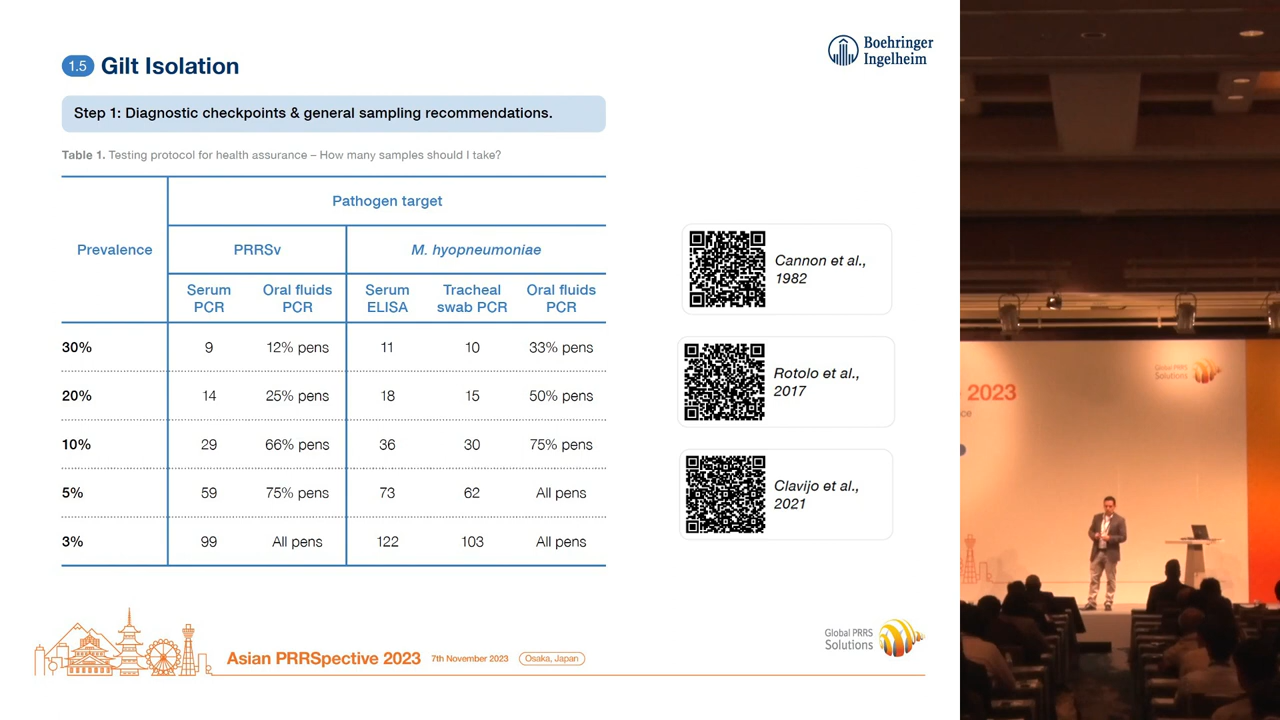 Boehringer
Ingelheim
1.5 Gilt Isolation
Step 1: Diagnostic checkpoints & general sampling recommendations.
Table 1. Testing protocol for health assurance – How many samples should I take?
Pathogen target
Prevalence PRRSv M. hyopneumoniae
Serum PCR Oral fluids PCR Serum ELISA Tracheal swab PCR Oral fluids PCR
30% 9 12% pens 11 10 33% pens
20% 14 25% pens 18 15 50% pens
10% 29 66% pens 36 30 75% pens
5% 59 75% pens 73 62 All pens
3% 99 All pens 122 103 All pens
Cannon et al.,
1982
Rotolo et al.,
2017
Clavijo et al.,
2021
Asian PRRSpective 2023 7th November 2023 Osaka, Japan
Global PRRS
Solutions
Global PRRS
Solutions
2023